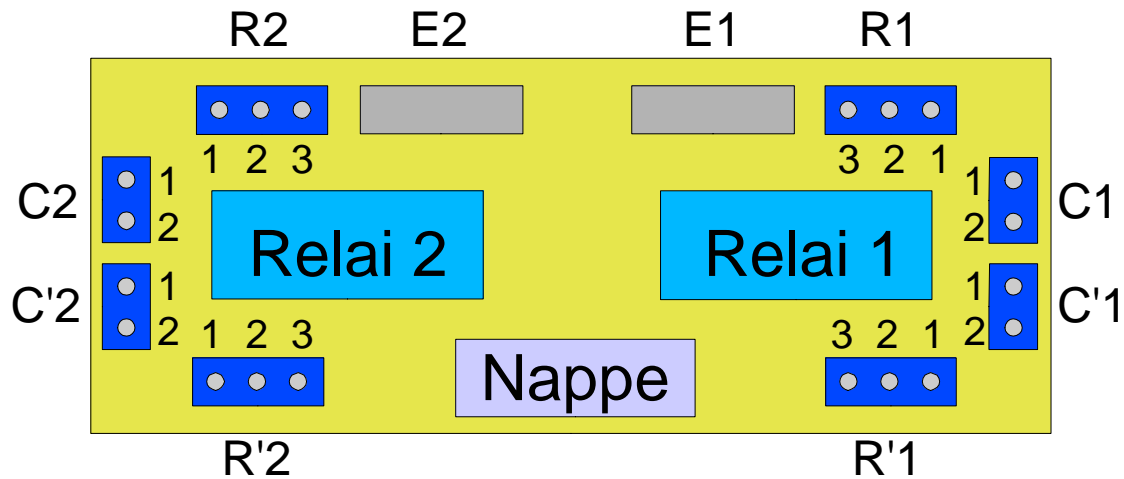 R2 E2 E1 R1
1 2 3 3 2 1
C2 1 1 C1
2 2
Relai 2 Relai 1
C'2 1 1 C'1
2 2
1 2 3 3 2 1
Nappe
R'2 R'1